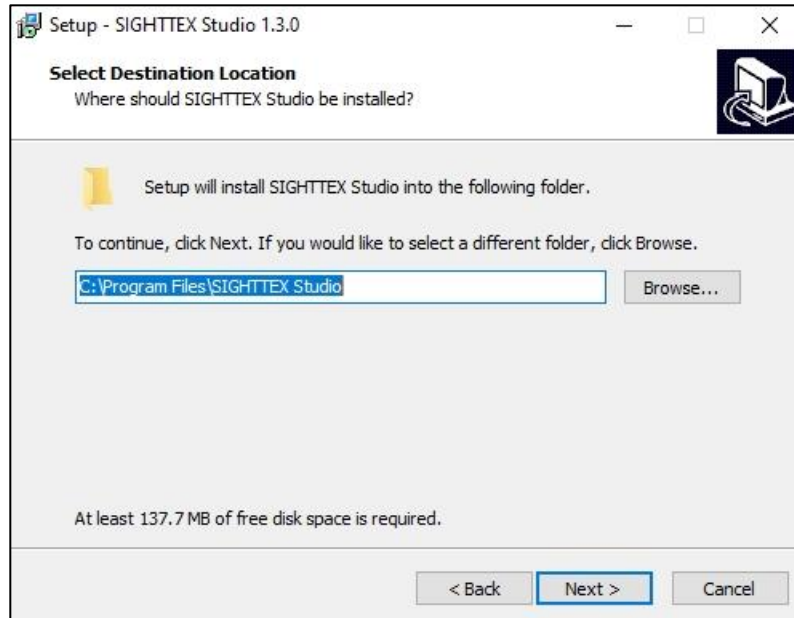 Setup - SIGHTTEX Studio 1.3.0
Select Destination Location
Where should SIGHTTEX Studio be installed?
Setup will install SIGHTTEX Studio into the following folder.
To continue, click Next. If you would like to select a different folder, click Browse.
C:\Program Files\SIGHTTEX Studio
Browse...
At least 137.7 MB of free disk space is required.
< Back
Next >
Cancel